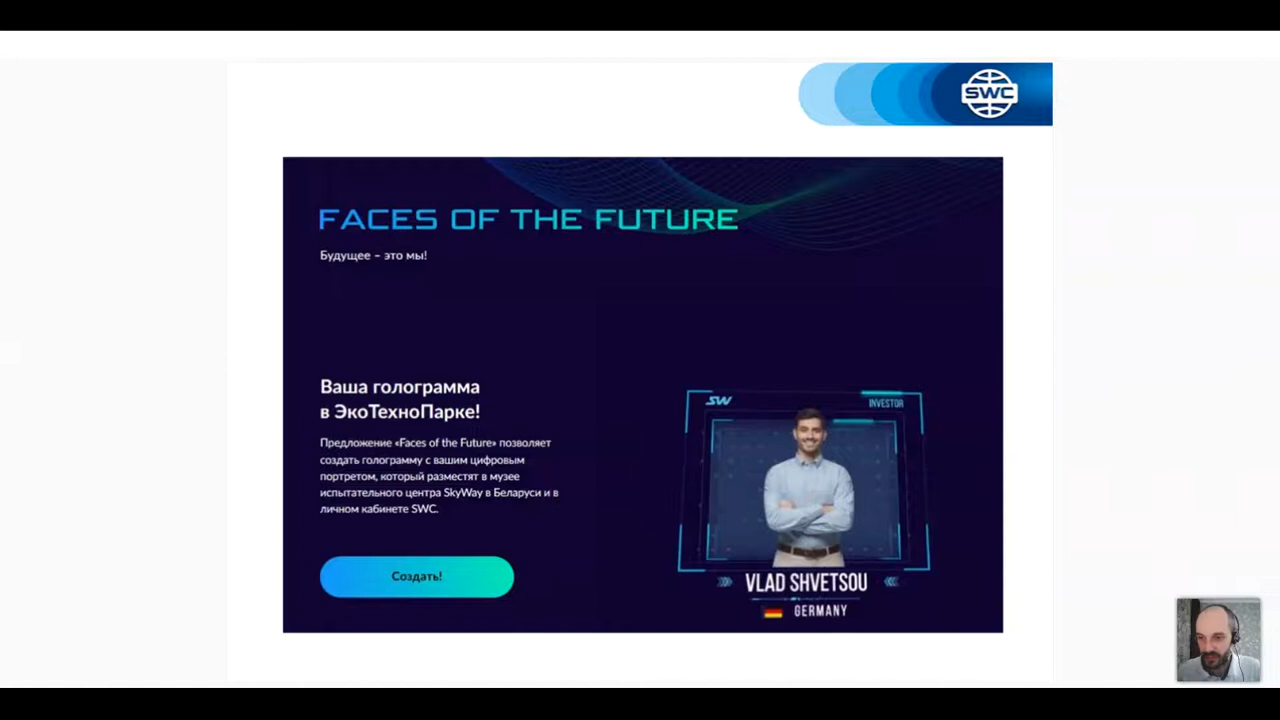 SWC
FACES OF THE FUTURE
Будущее – это мы!
Ваша голограмма
в ЭкоТехноПарке!
Предложение «Faces of the Future» позволяет
создать голограмму с вашим цифровым
портретом, который разместят в музее
испытательного центра SkyWay в Беларуси и в
личном кабинете SWC.
Создать!
SW
INVESTOR
VLAD SHVETSOU
GERMANY